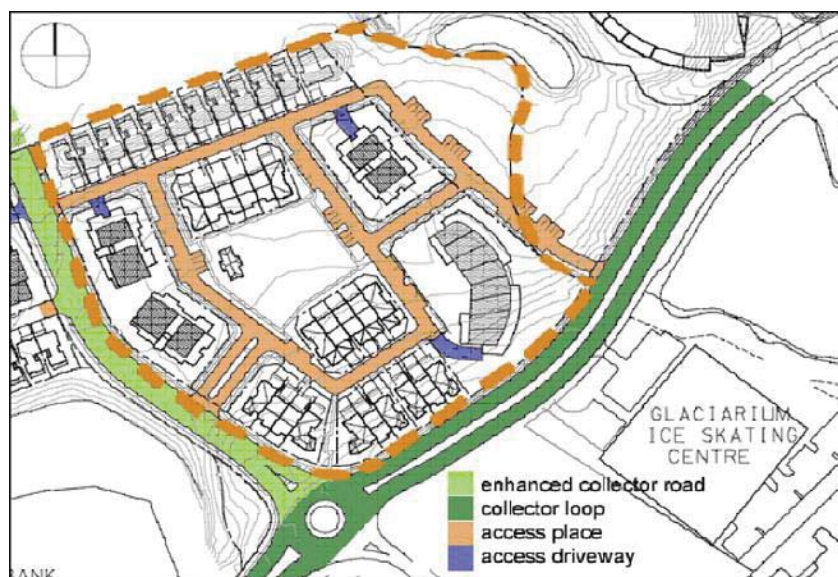 GLACIARIUM
ICE SKATING
CENTRE
enhanced collector road
collector loop
access place
access driveway